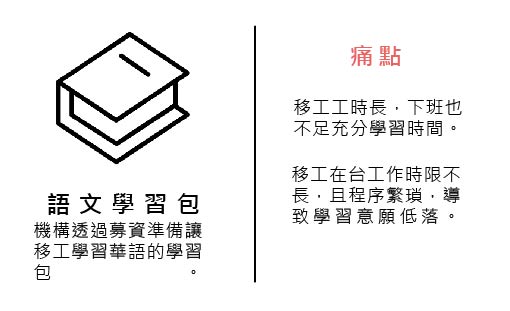 語文學習包
機構透過募資準備讓
移工學習華語的學習
包。
痛點
移工工時長，下班也
不足充分學習時間。
移工在台工作時限不
長，且程序繁瑣，導
致學習意願低落。